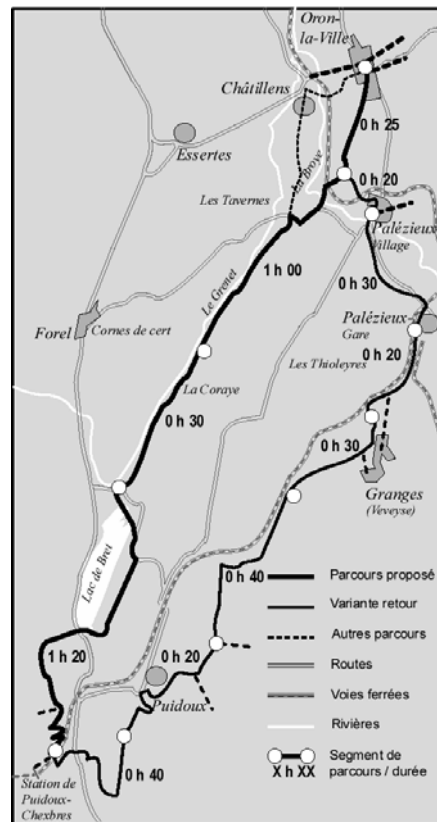 Oron-
la-Ville
Châtillens
0 h 25
Essertes
La Broye
0 h 20
Les Tavernes
Palézieux
Village
1 h 00
0 h 30
Le Grenet
Palézieux-
Gare
Forel
Cornes de cerf
0 h 20
Les Thioleyres
La Coraye
0 h 30
0 h 30
Granges
(Veveyse)
Lac de Bret
0 h 40
1 h 20
0 h 20
Puidoux
0 h 40
Station de
Puidoux-
Chexbres
Parcours proposé
Variante retour
Autres parcours
Routes
Voies ferrées
Rivières
Segment de
X h XX parcours / durée